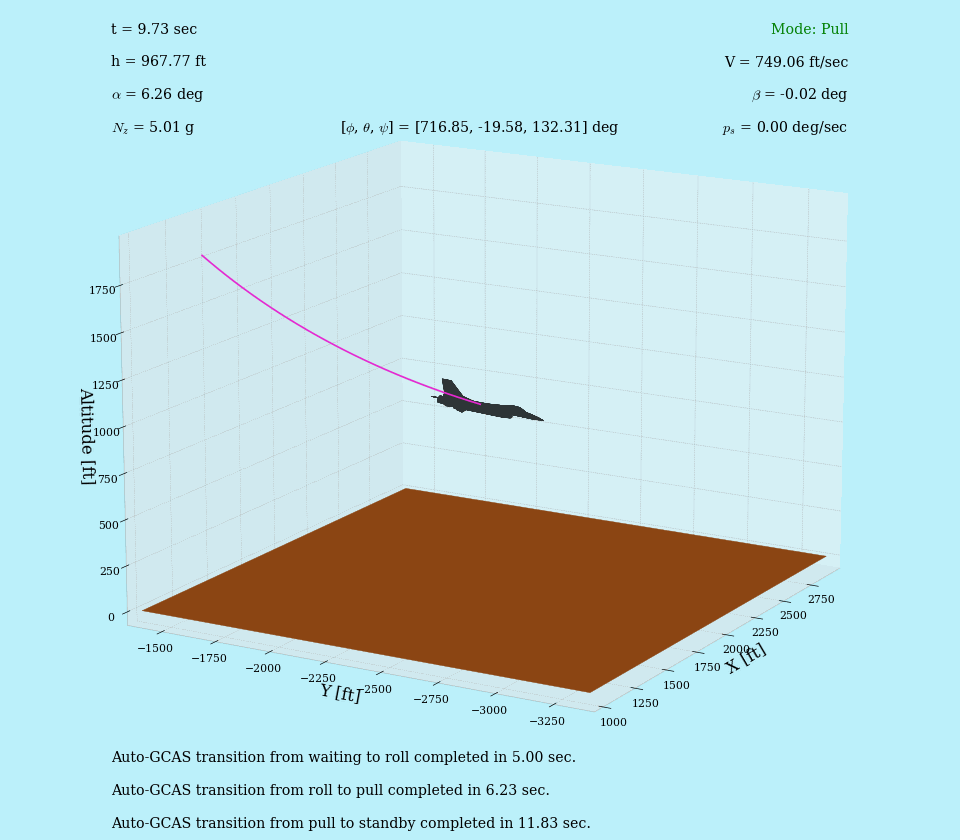 t = 9.73 sec
Mode: Pull
h = 967.77 ft
V = 749.06 ft/sec
α = 6.26 deg
β = -0.02 deg
N_z = 5.01 g
[ϕ, θ, ψ] = [716.85, -19.58, 132.31] deg
p_s = 0.00 deg/sec
Altitude [ft]
1750
1500
1250
1000
750
500
250
0
−1500
−1750
−2000
−2250
−2500
−2750
−3000
−3250
Y [ft]
1000
1250
1500
1750
2000
2250
2500
2750
X [ft]
Auto-GCAS transition from waiting to roll completed in 5.00 sec.
Auto-GCAS transition from roll to pull completed in 6.23 sec.
Auto-GCAS transition from pull to standby completed in 11.83 sec.